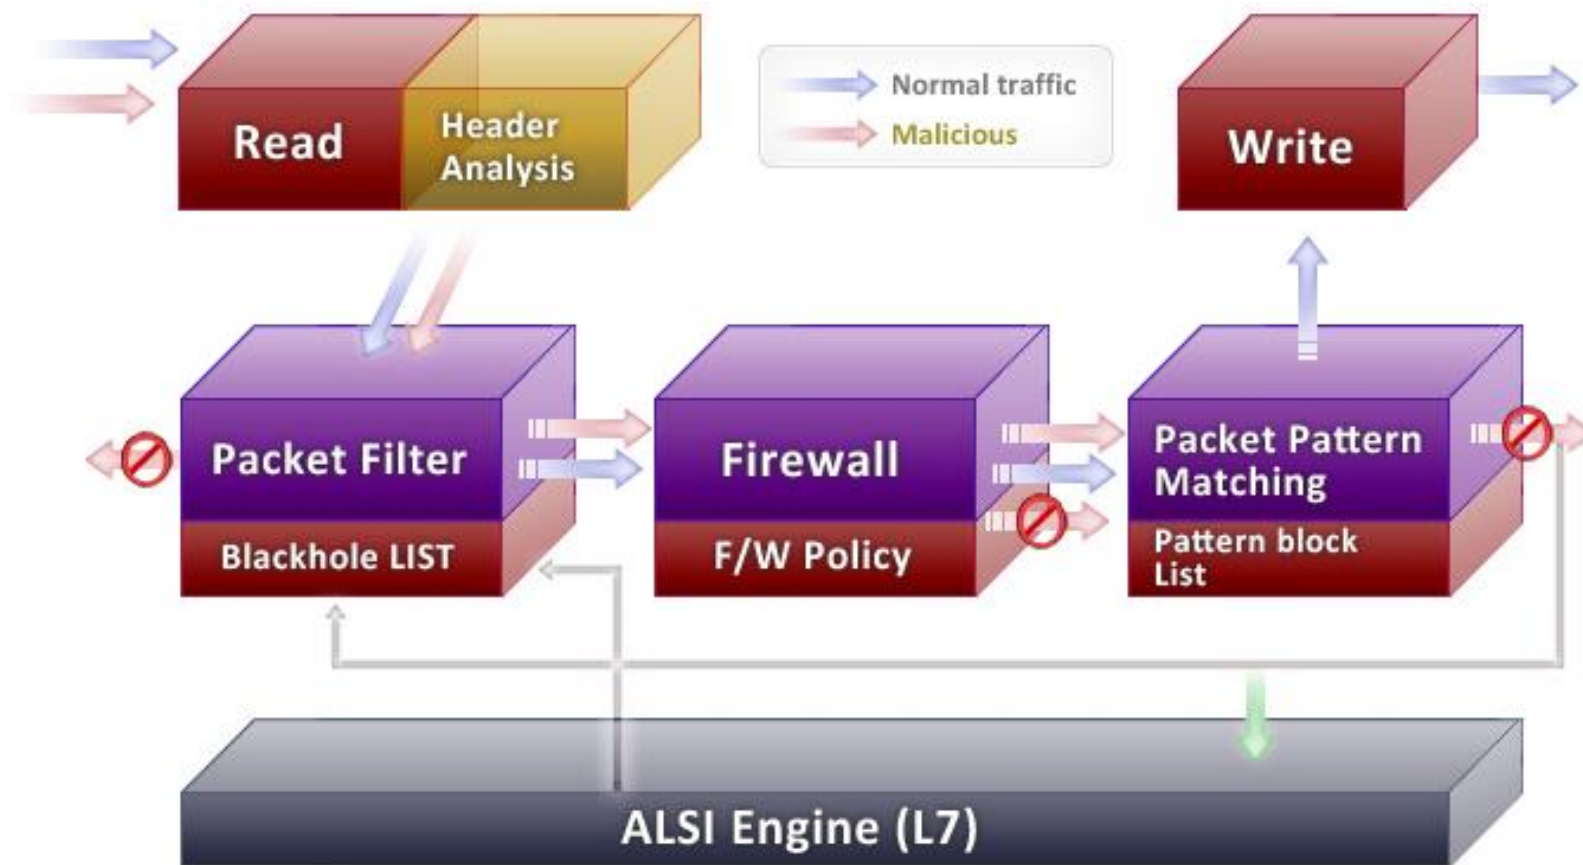 Read
Header
Analysis
Normal traffic
Malicious
Write
Packet Filter
Blackhole LIST
Firewall
F/W Policy
Packet Pattern
Matching
Pattern block
List
ALSI Engine (L7)